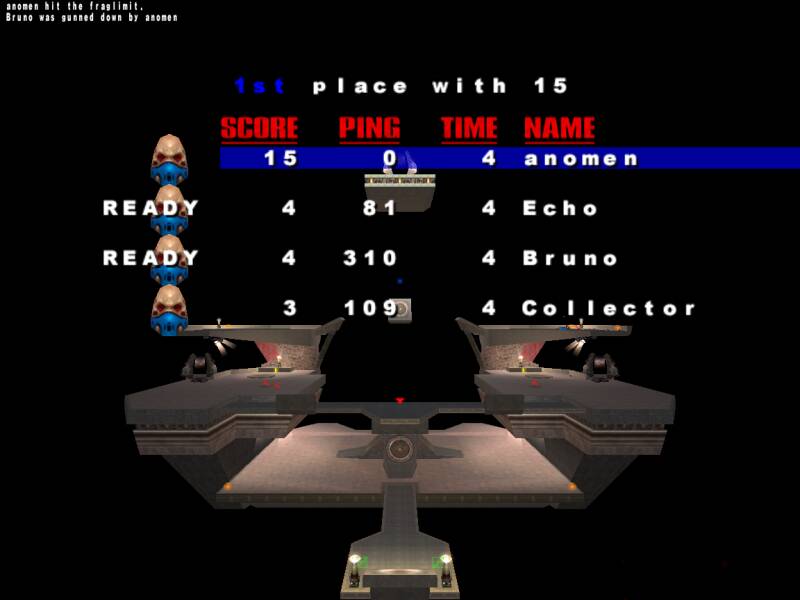 anomen hit the fraglimit.
Bruno was gunned down by anomen
1st place with 15
SCORE PING TIME NAME
15 0 4 anomen
READY 4 81 4 Echo
READY 4 310 4 Bruno
3 109 4 Collector